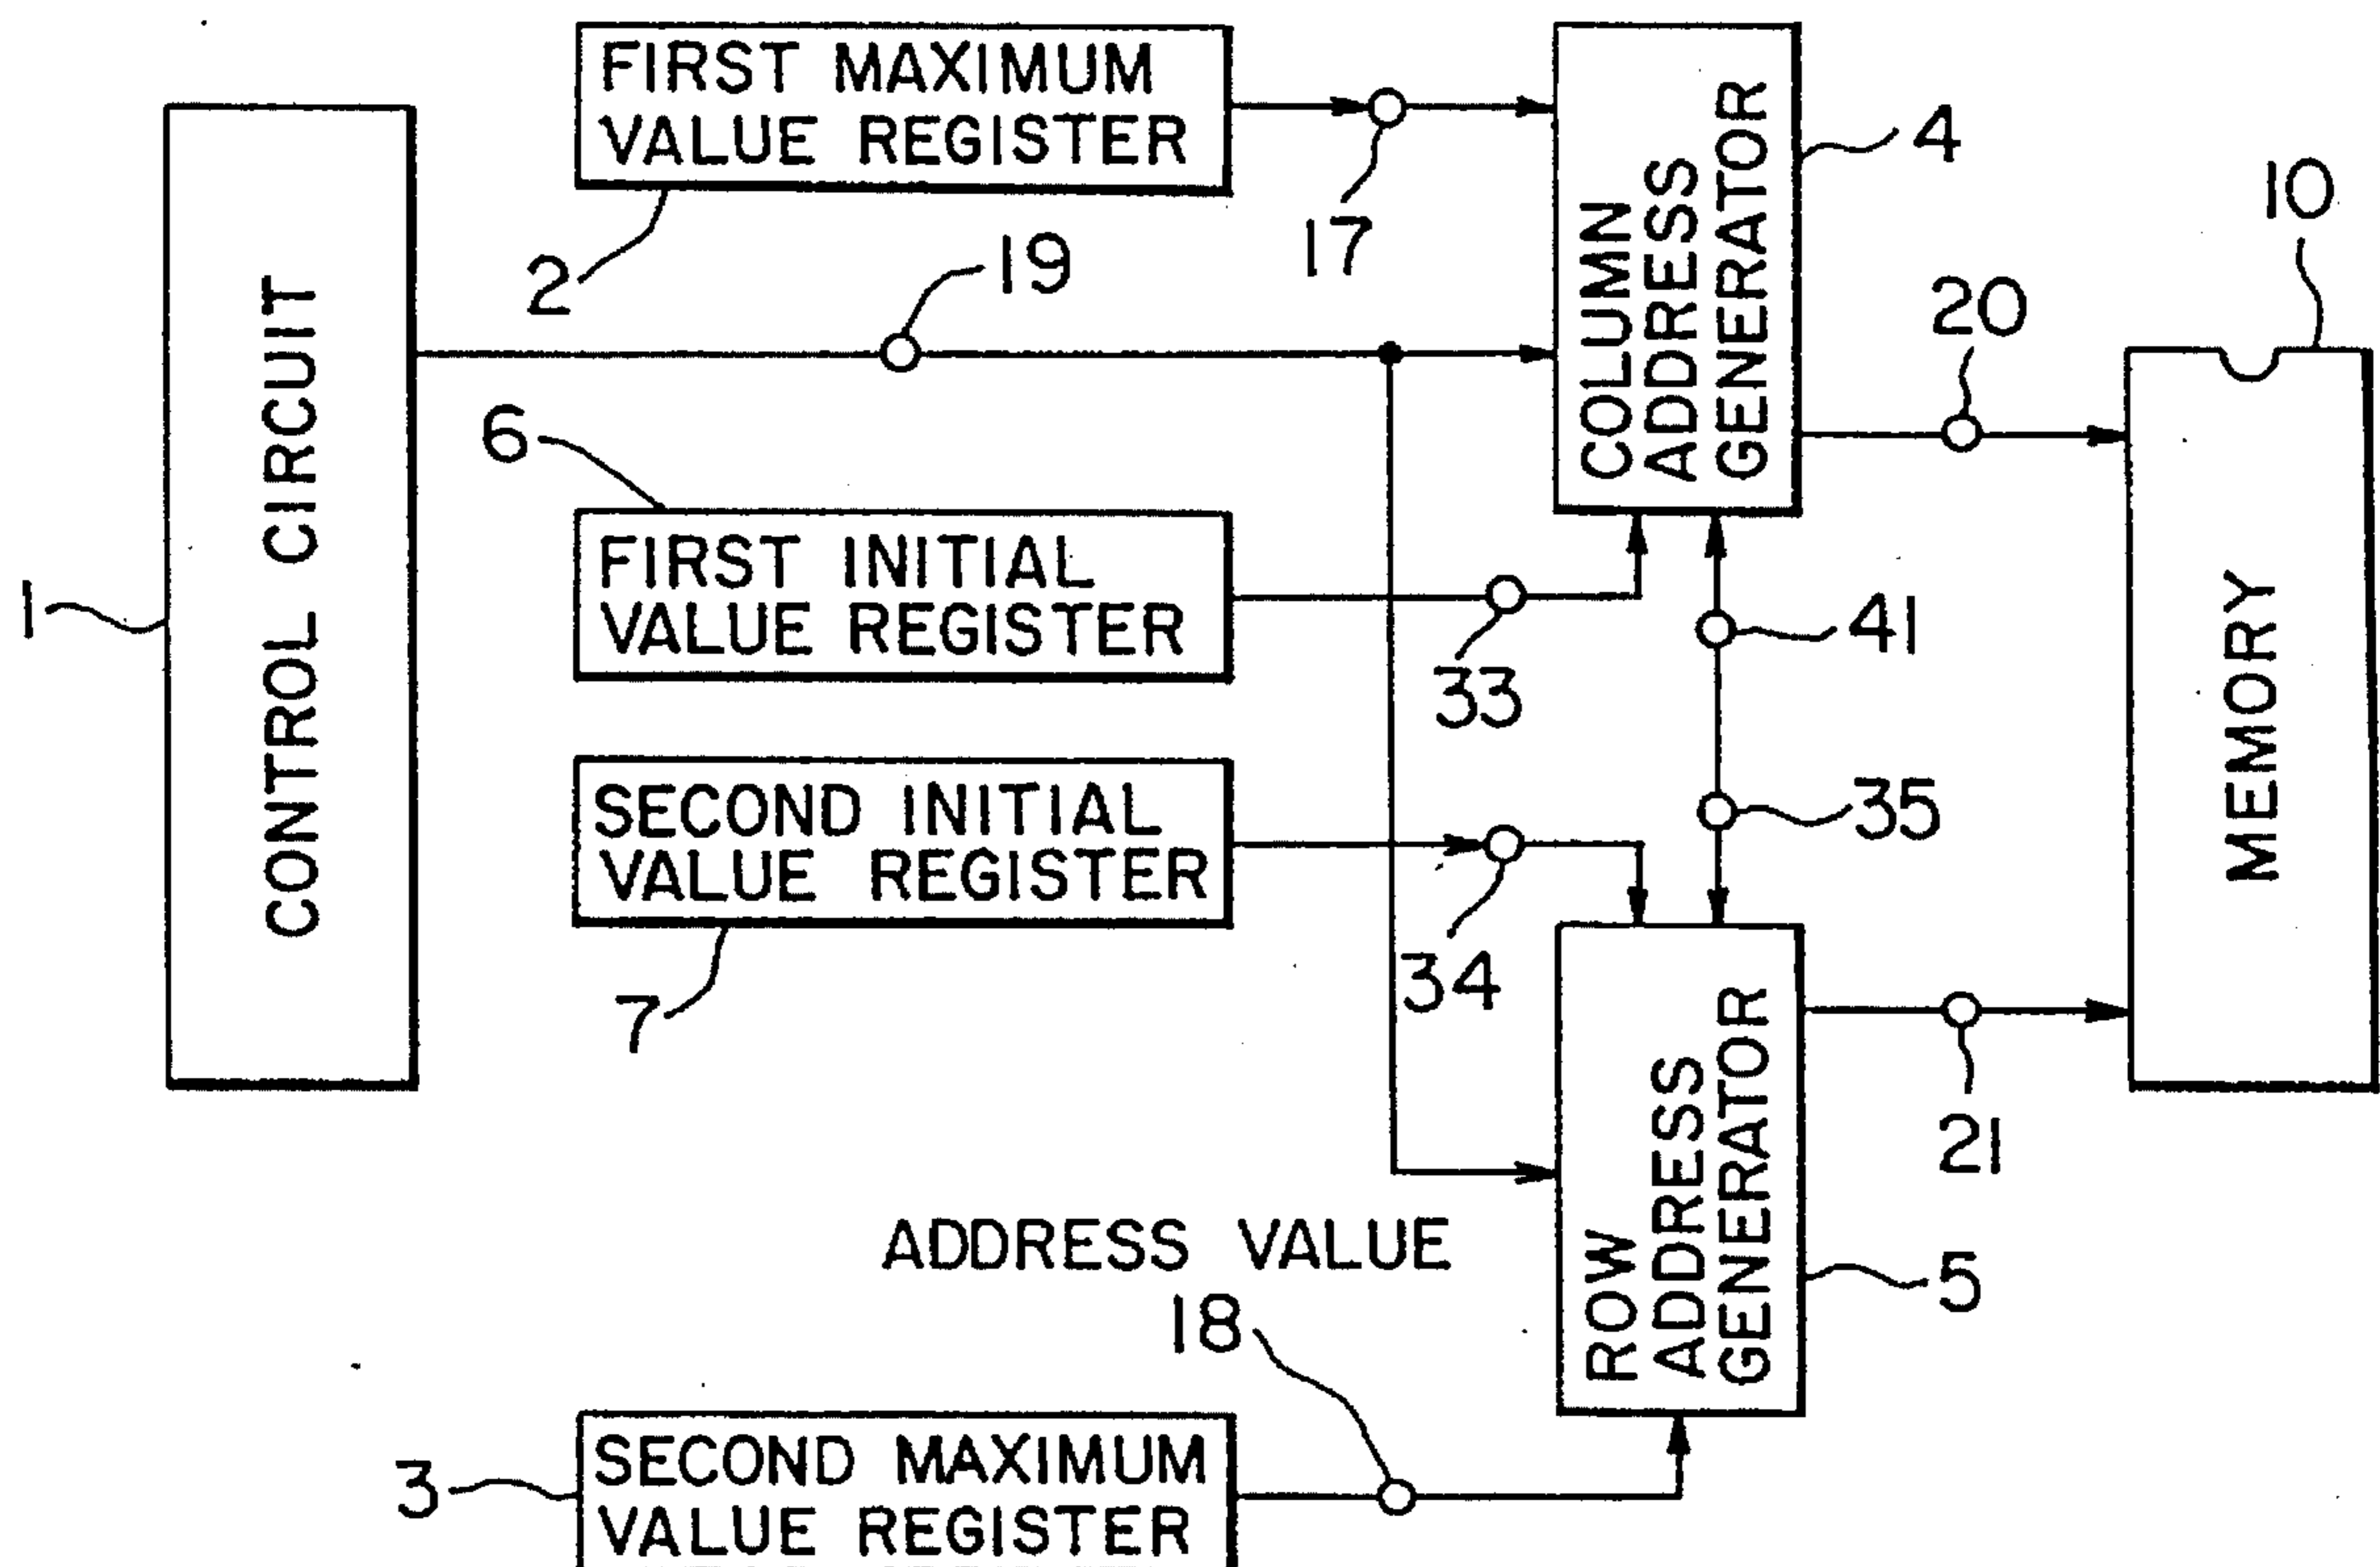 FIRST MAXIMUM
VALUE REGISTER
2
17
4
10
19
20
CONTROL CIRCUIT
1
COLUMN
ADDRESS
GENERATOR
6
FIRST INITIAL
VALUE REGISTER
33
41
MEMORY
SECOND INITIAL
VALUE REGISTER
7
34
35
21
ROW
ADDRESS
GENERATOR
5
ADDRESS VALUE
18
3
SECOND MAXIMUM
VALUE REGISTER